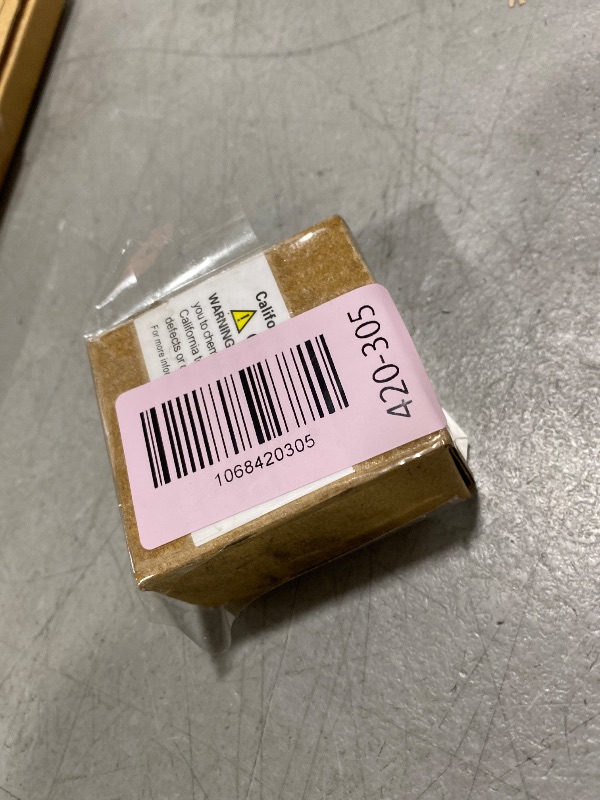 Califo
WARNING
you to chem
California t
defects or
For more infor
1068420305
420-305